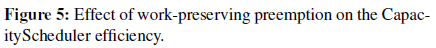 Figure 5: Effect of work-preserving preemption on the Capac-
ityScheduler efficiency.